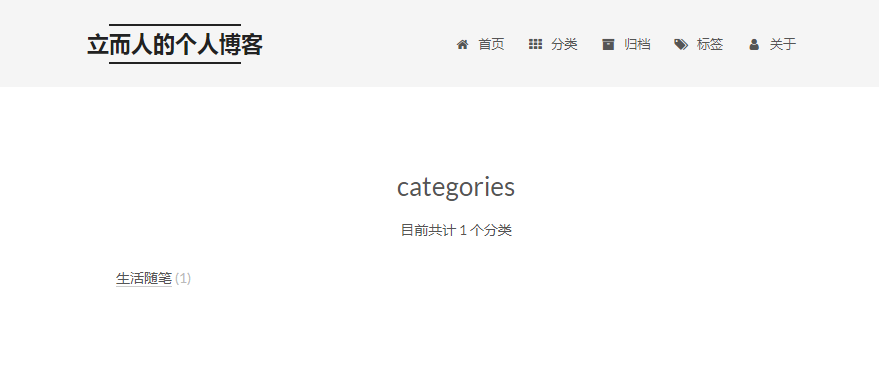 立而人的个人博客
首页 分类 归档 标签 关于
categories
目前共计 1 个分类
生活随笔 (1)